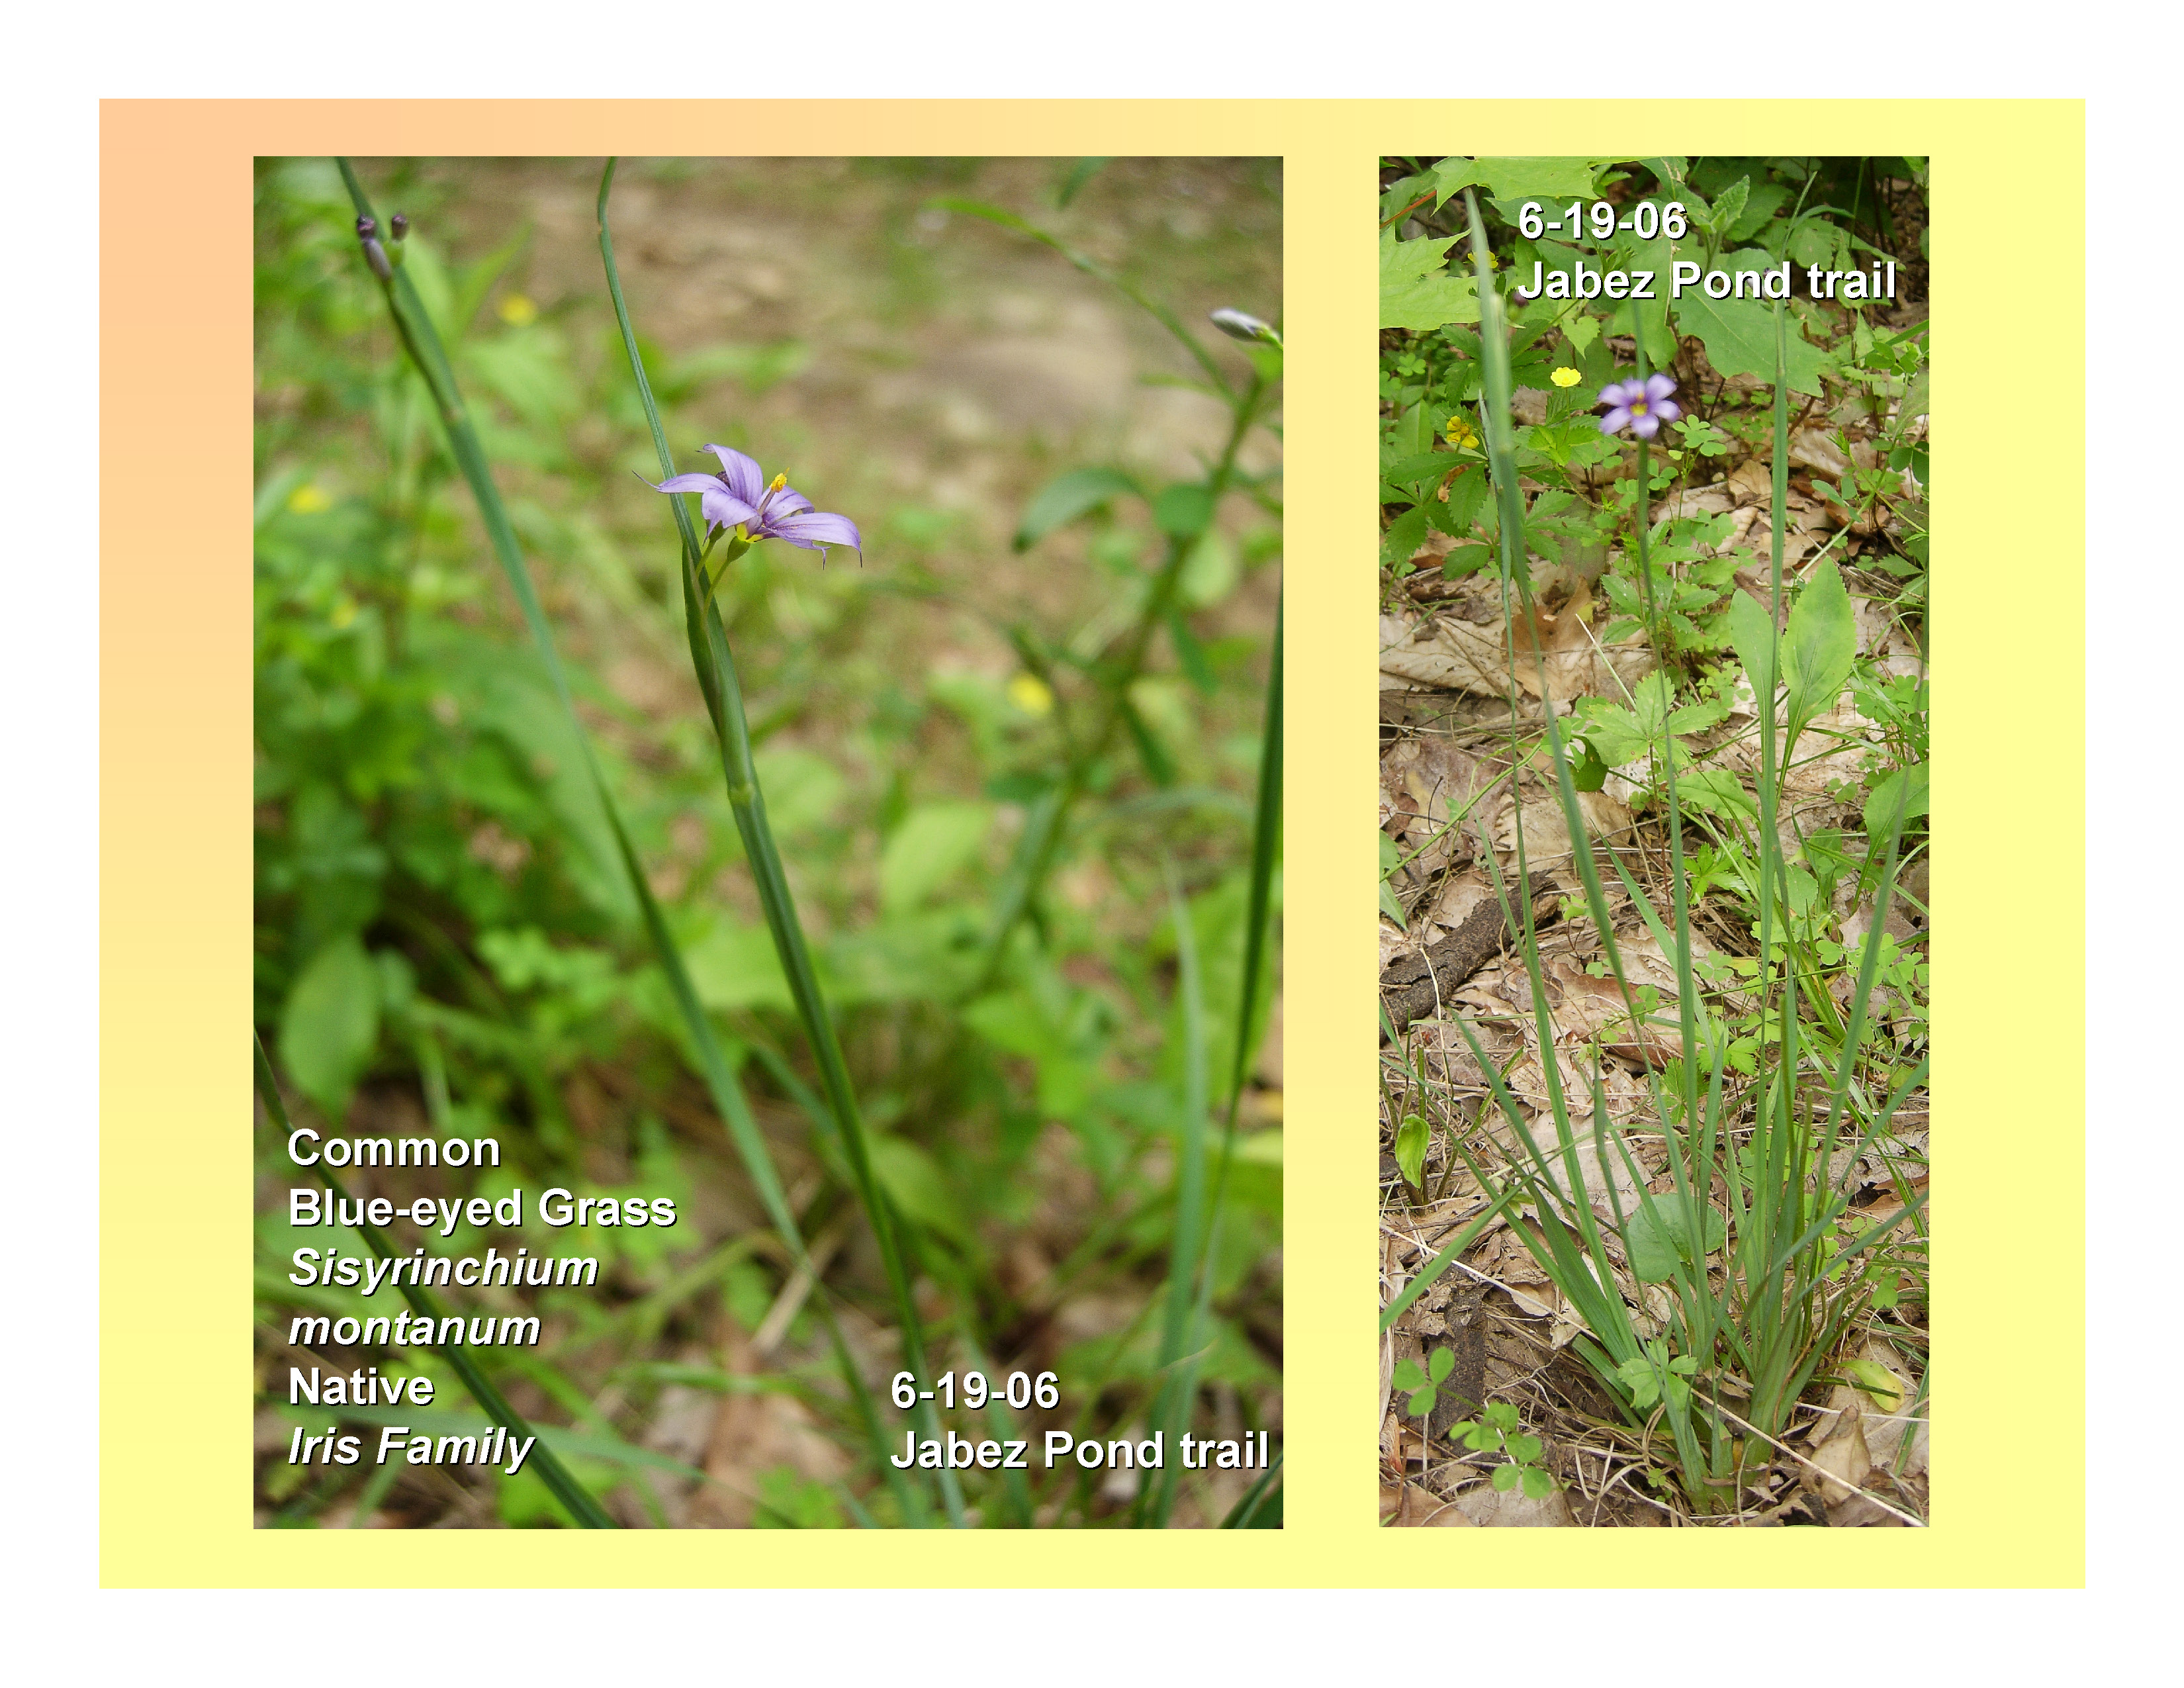 Common
Blue-eyed Grass
Sisyrinchium
montanum
Native
Iris Family
6-19-06
Jabez Pond trail
6-19-06
Jabez Pond trail